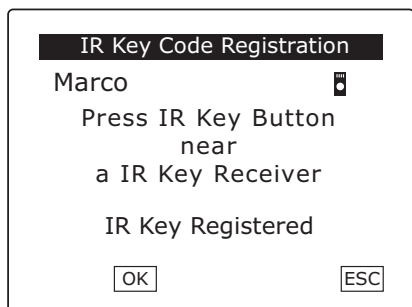 IR Key Code Registration
Marco
Press IR Key Button
near
a IR Key Receiver
IR Key Registered
OK ESC